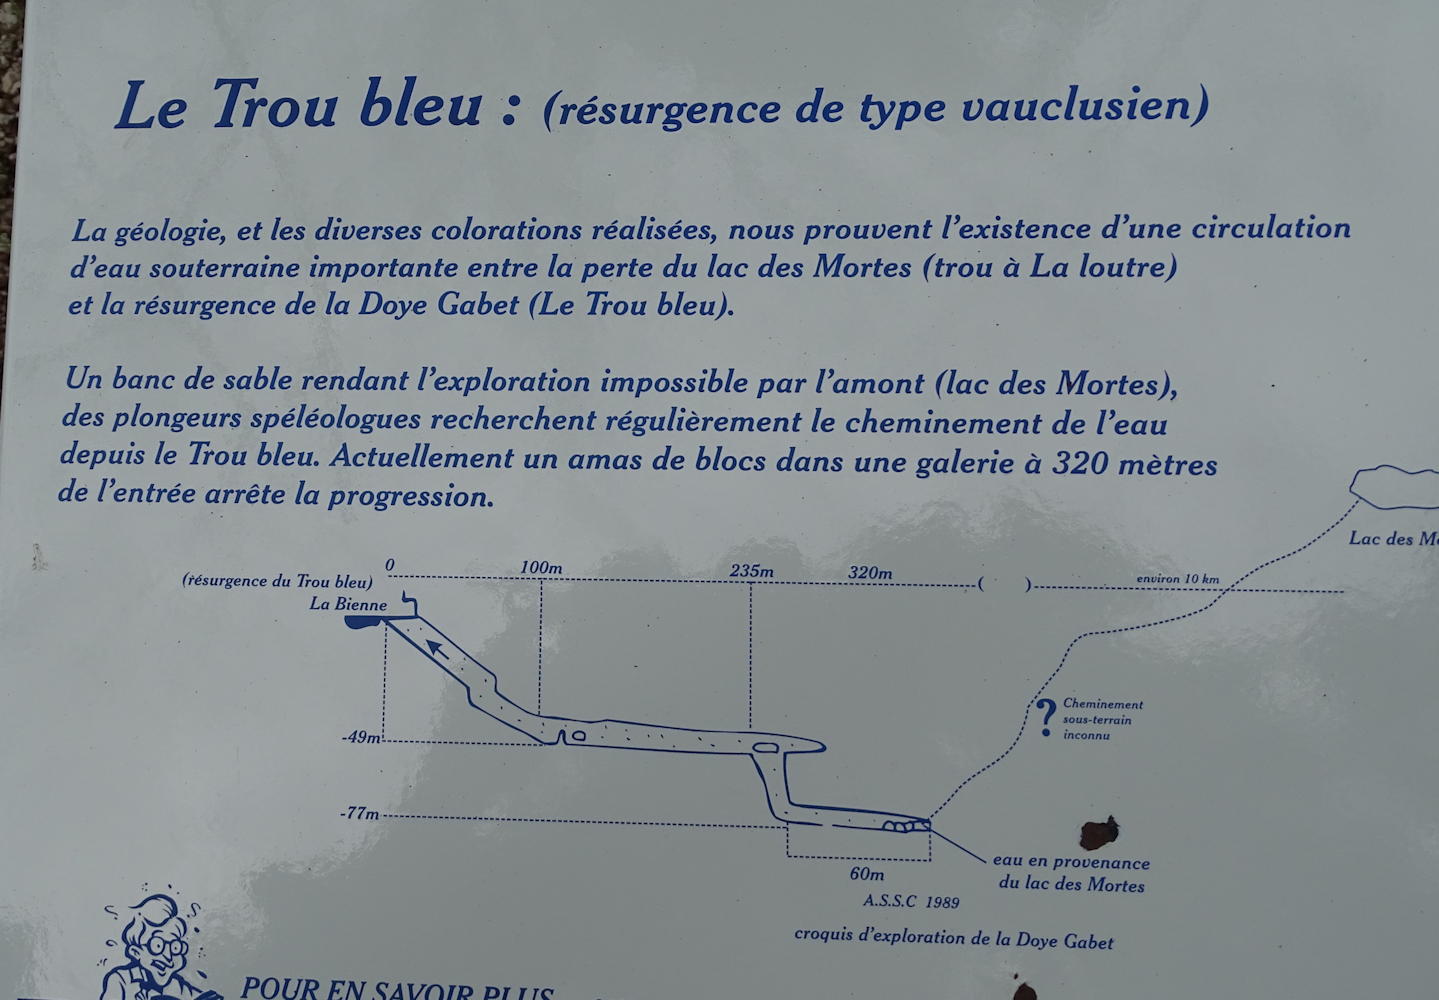 Le Trou bleu : (résurgence de type vauclusien)
La géologie, et les diverses colorations réalisées, nous prouvent l'existence d'une circulation
d'eau souterraine importante entre la perte du lac des Mortes (trou à La loutre)
et la résurgence de la Doye Gabet (Le Trou bleu).
Un banc de sable rendant l'exploration impossible par l'amont (lac des Mortes),
des plongeurs spéléologues recherchent régulièrement le cheminement de l'eau
depuis le Trou bleu. Actuellement un amas de blocs dans une galerie à 320 mètres
de l'entrée arrête la progression.
Lac des M
0 100m 235m 320m ( ) environ 10 km
(résurgence du Trou bleu)
La Bienne
? Cheminement
sous-terrain
inconnu
-49m
-77m
eau en provenance
du lac des Mortes
60m
A.S.S.C 1989
croquis d'exploration de la Doye Gabet
POUR EN SAVOIR PLUS